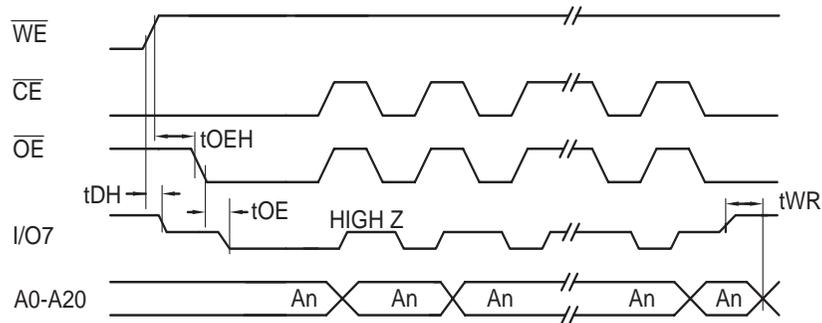 WE
CE
tOEH
OE
tDH
tOE
HIGH Z
tWR
I/O7
A0-A20
An An An An An